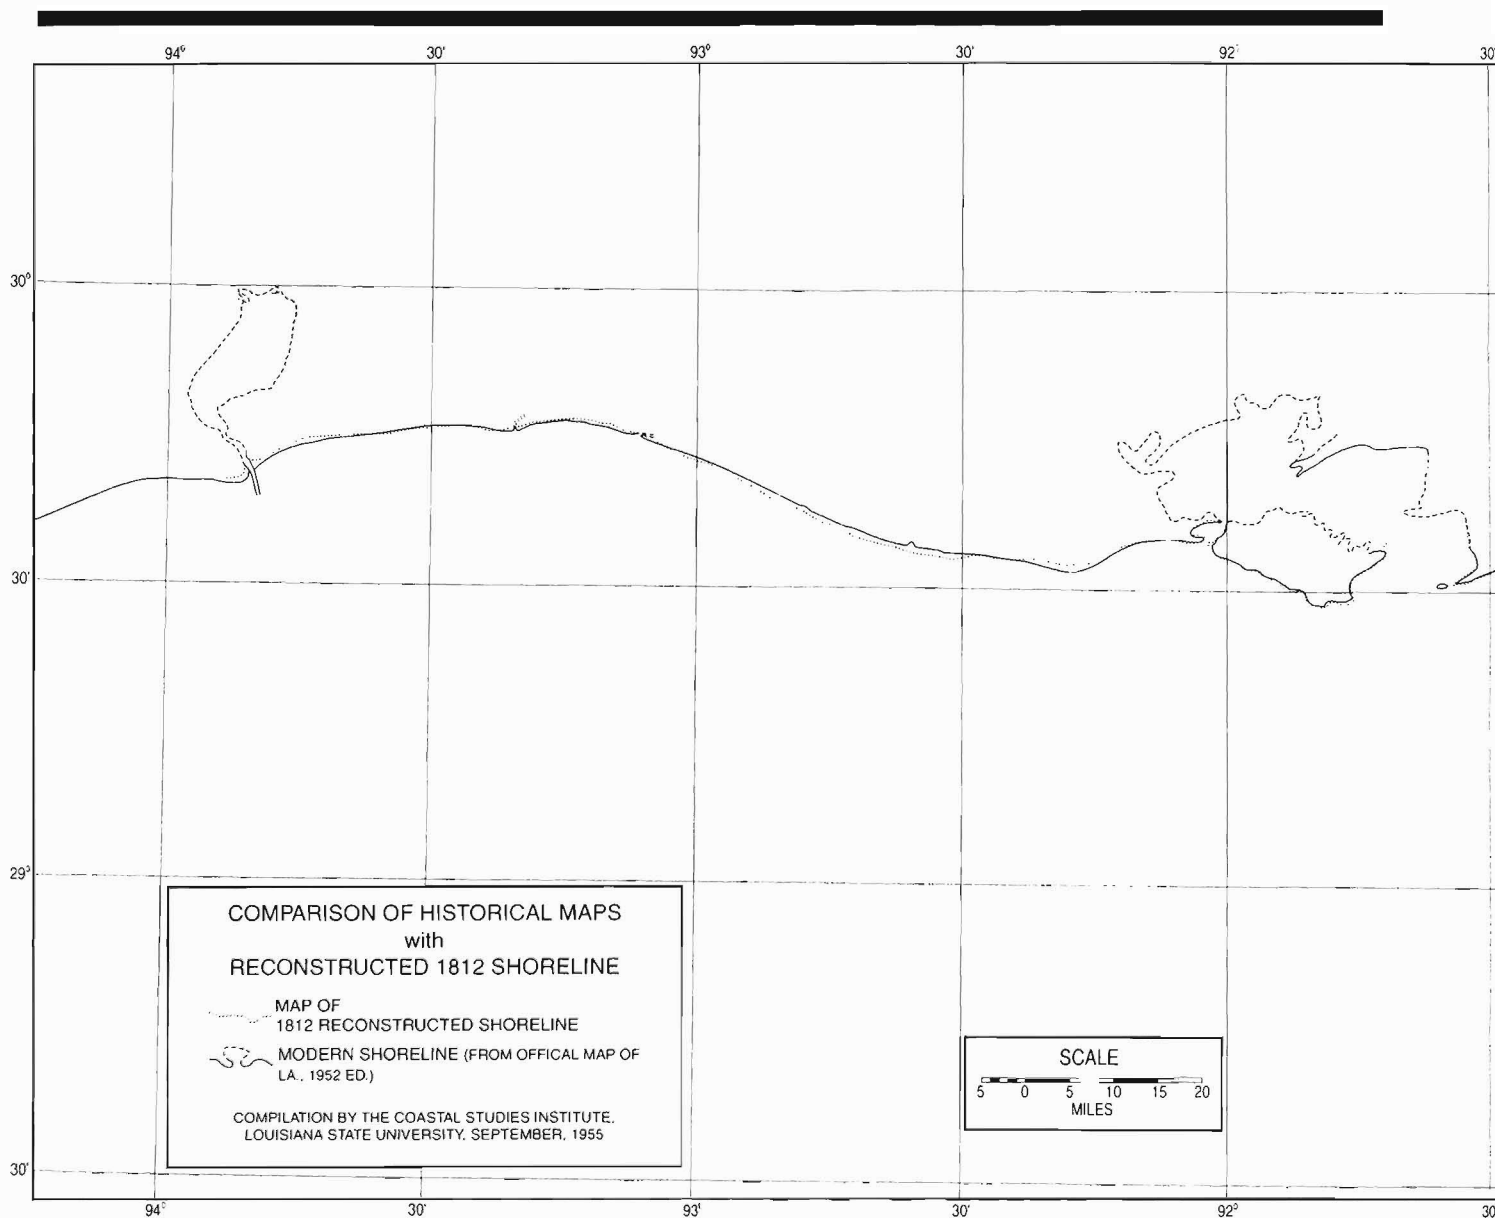 94° 30' 93° 30' 92° 30'
30°
30'
29°
30'
COMPARISON OF HISTORICAL MAPS
with
RECONSTRUCTED 1812 SHORELINE
MAP OF
1812 RECONSTRUCTED SHORELINE
MODERN SHORELINE (FROM OFFICAL MAP OF
LA., 1952 ED.)
COMPILATION BY THE COASTAL STUDIES INSTITUTE,
LOUISIANA STATE UNIVERSITY, SEPTEMBER, 1955
SCALE
5 0 5 10 15 20
MILES
94° 30' 93° 30' 92° 30'